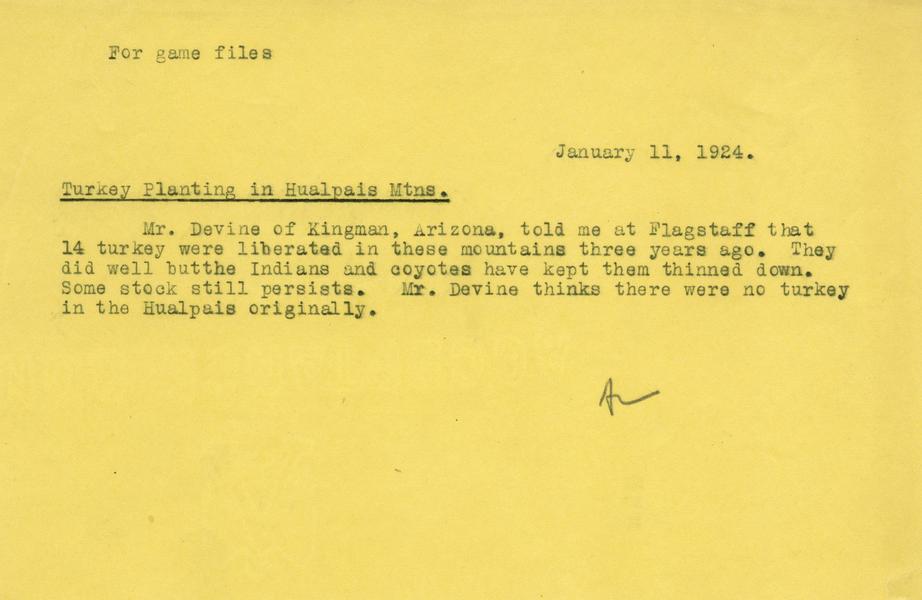 For game files
January 11, 1924.
Turkey Planting in Hualpais Mtns.
Mr. Devine of Kingman, Arizona, told me at Flagstaff that
14 turkey were liberated in these mountains three years ago. They
did well butthe Indians and coyotes have kept them thinned down.
Some stock still persists. Mr. Devine thinks there were no turkey
in the Hualpais originally.